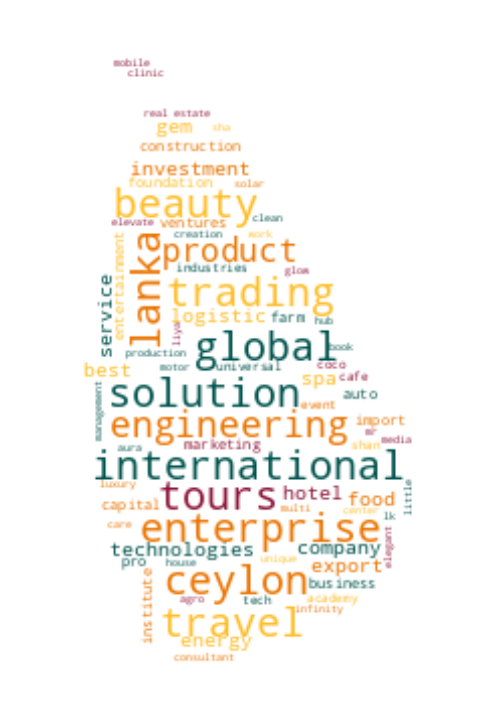 mobile
clinic
real estate
gem sha
construction
investment
foundation solar
beauty
elevate ventures clean
creation work
entertainment
lanka
product
industries glow
service
trading
liya
logistic farm hub
global
production book
motor universal coco
best spa cafe
management
solution auto
event
engineering import
mr
aura marketing shan media
international
luxury
tours hotel food
little
capital multi center
lk
care enterprise
elegant
technologies company
pro house unique export
institute
ceylon business
agro tech academy
infinity
travel
energy
consultant